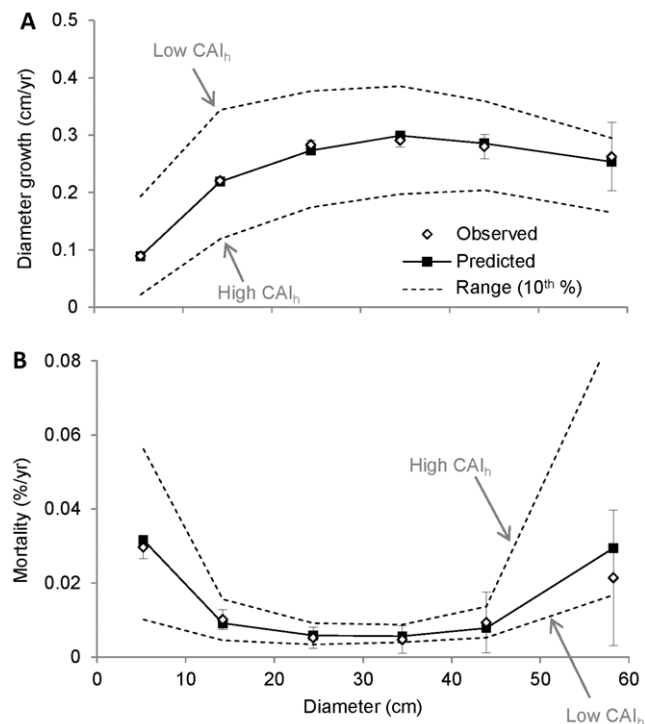 A
0.5
0.4
0.3
0.2
0.1
0
Diameter growth (cm/yr)
Low CAIh
High CAIh
Observed
Predicted
Range (10th %)
B
0.08
0.06
0.04
0.02
0
Mortality (%/yr)
High CAIh
Low CAIh
0 10 20 30 40 50 60
Diameter (cm)